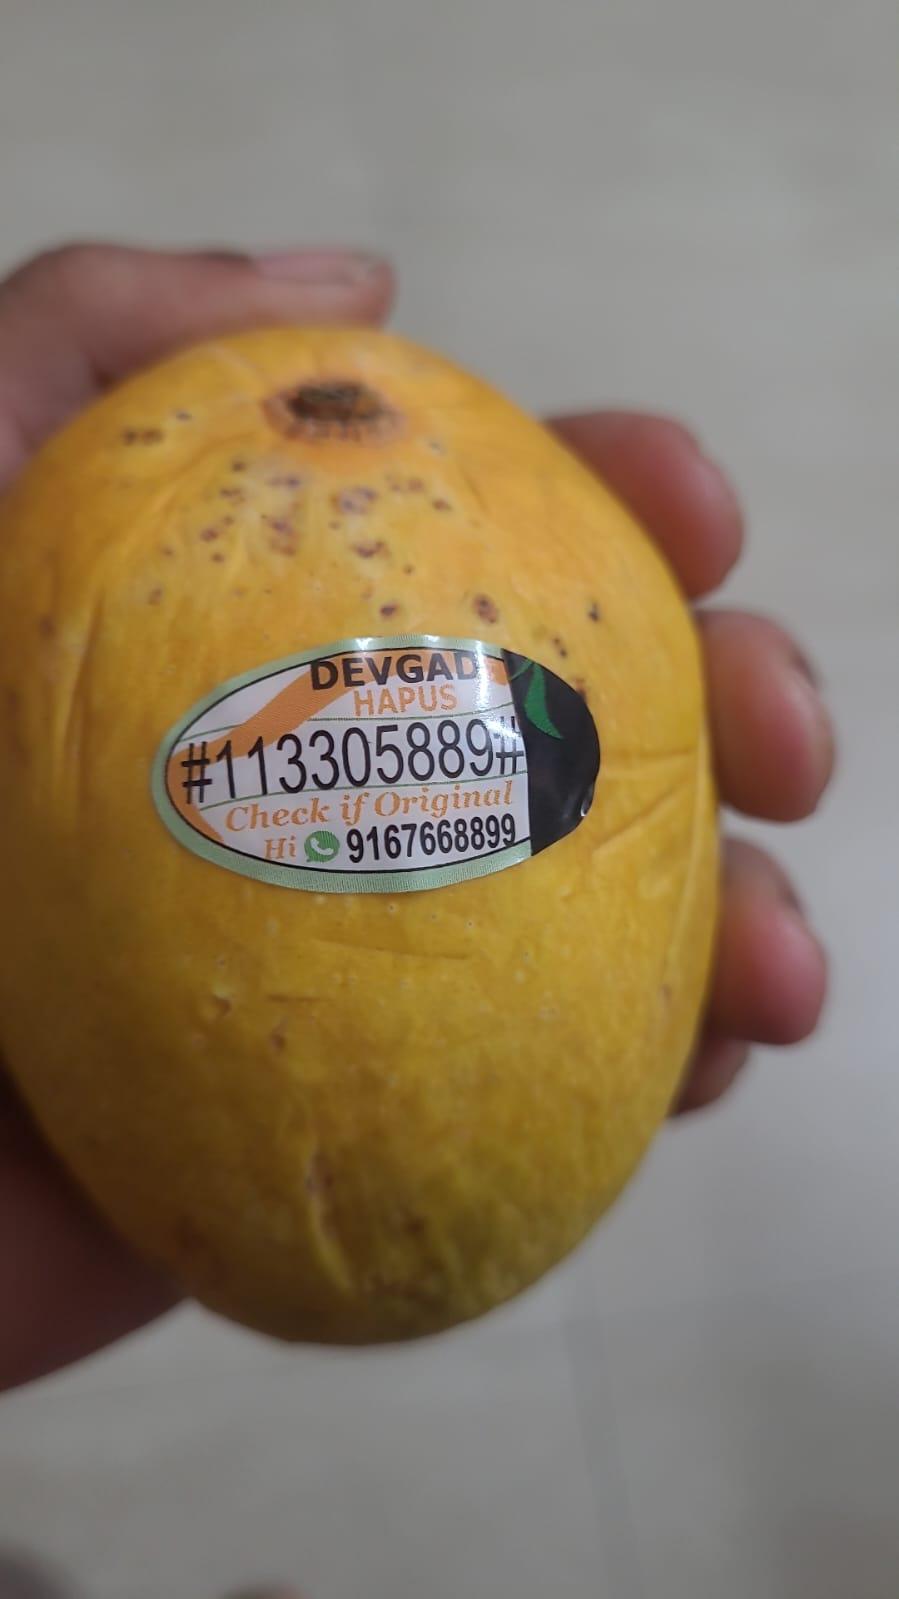 DEVGAD
HAPUS
#113305889#
Check if Original
Hi 9167668899